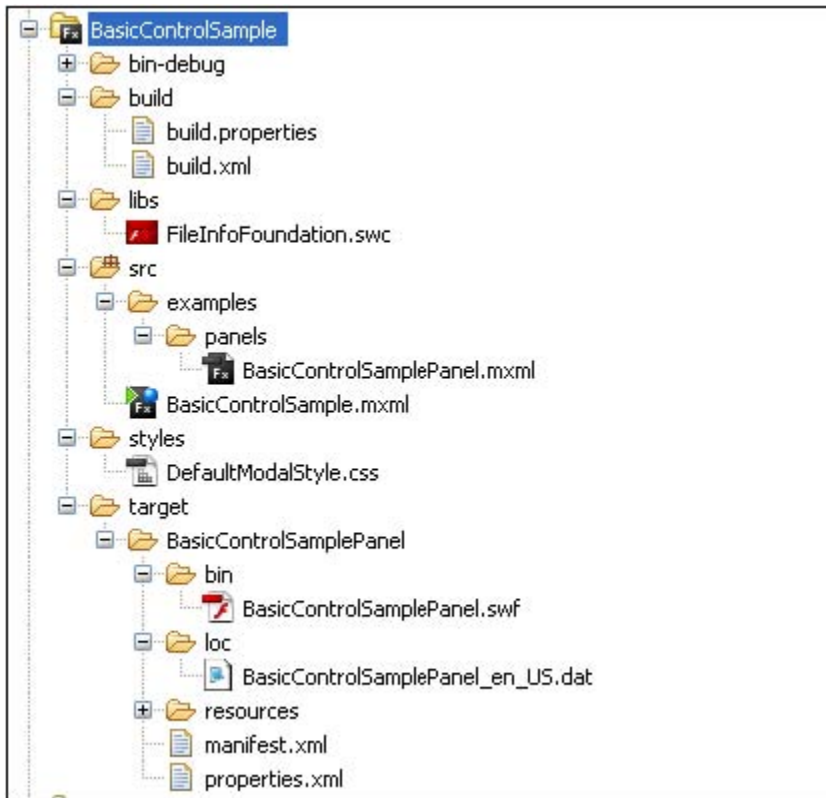 BasicControlSample
bin-debug
build
build.properties
build.xml
libs
FileInfoFoundation.swc
src
examples
panels
BasicControlSamplePanel.mxml
BasicControlSample.mxml
styles
DefaultModalStyle.css
target
BasicControlSamplePanel
bin
BasicControlSamplePanel.swf
loc
BasicControlSamplePanel_en_US.dat
resources
manifest.xml
properties.xml